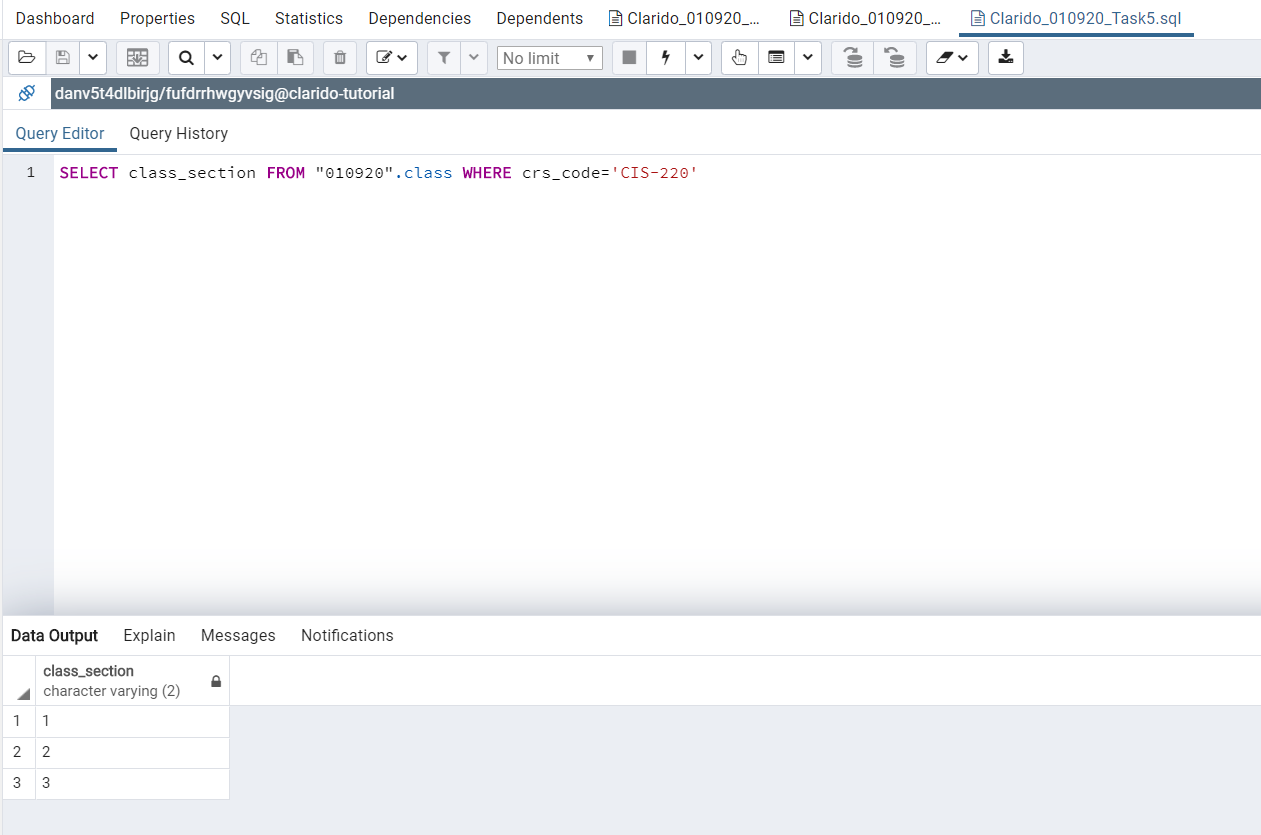 Dashboard Properties SQL Statistics Dependencies Dependents Clarido_010920_... Clarido_010920_... Clarido_010920_Task5.sql
No limit
danv5t4dlbirjg/fufdrrhwgyvsig@clarido-tutorial
Query Editor Query History
1 SELECT class_section FROM "010920".class WHERE crs_code='CIS-220'
Data Output Explain Messages Notifications
class_section
character varying (2)
1 1
2 2
3 3